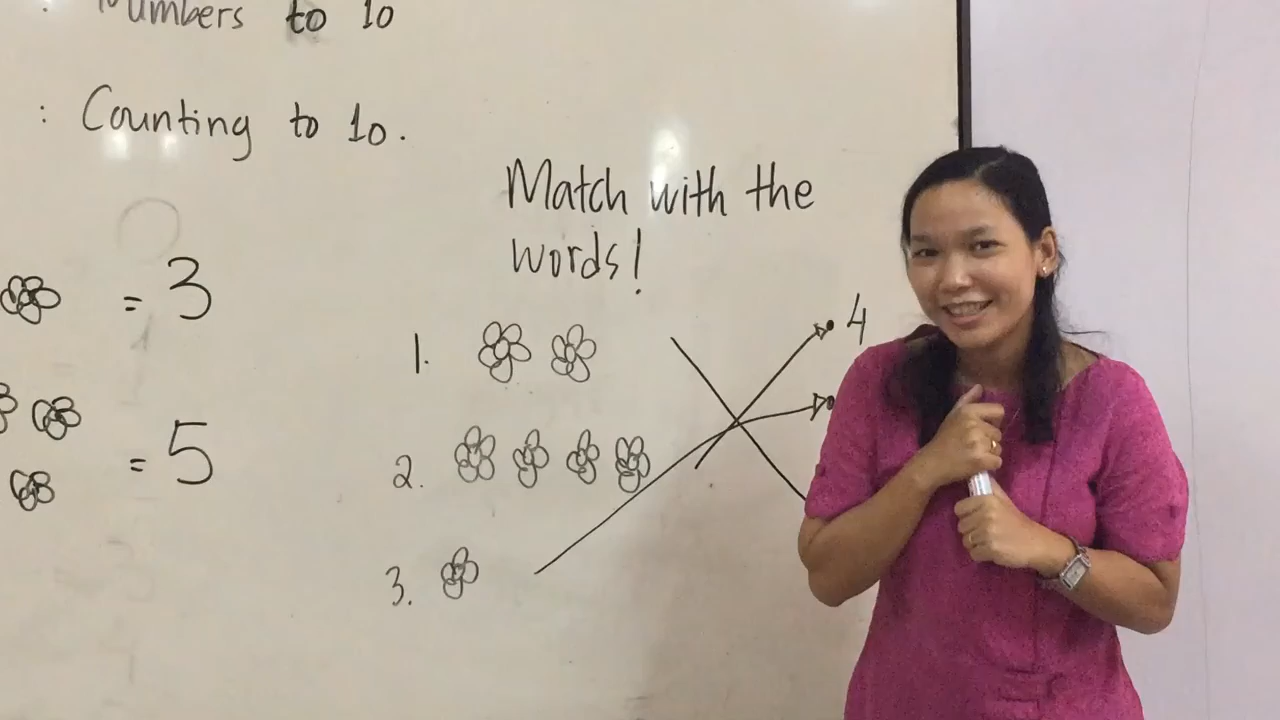 : Numbers to 10
: Counting to 10.
= 3
= 5
Match with the
words!
1.
2.
3.
4